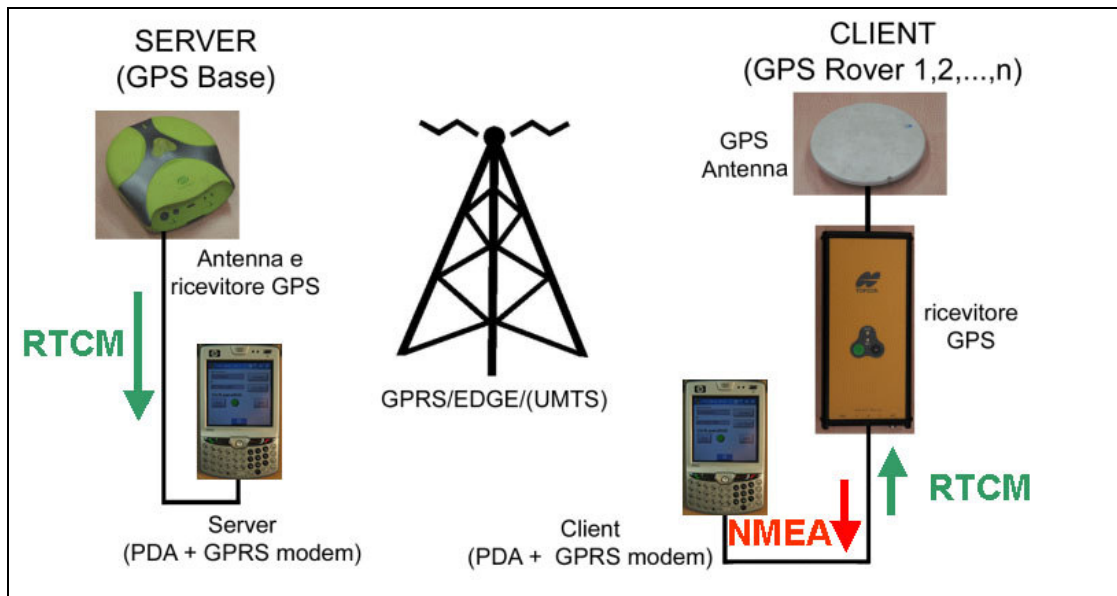 SERVER
(GPS Base)
Antenna e
ricevitore GPS
RTCM
Server
(PDA + GPRS modem)
GPRS/EDGE/(UMTS)
CLIENT
(GPS Rover 1,2,...,n)
GPS
Antenna
ricevitore
GPS
RTCM
NMEA
Client
(PDA + GPRS modem)